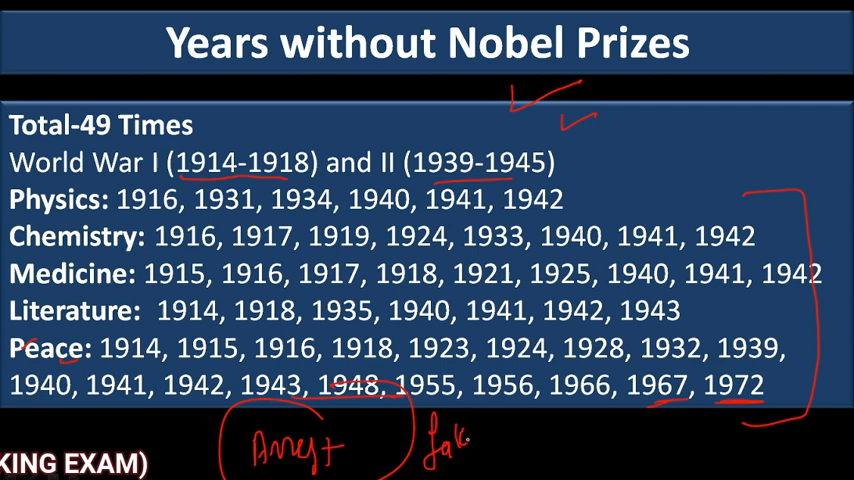 Years without Nobel Prizes
Total-49 Times
World War I (1914-1918) and II (1939-1945)
Physics: 1916, 1931, 1934, 1940, 1941, 1942
Chemistry: 1916, 1917, 1919, 1924, 1933, 1940, 1941, 1942
Medicine: 1915, 1916, 1917, 1918, 1921, 1925, 1940, 1941, 1942
Literature: 1914, 1918, 1935, 1940, 1941, 1942, 1943
Peace: 1914, 1915, 1916, 1918, 1923, 1924, 1928, 1932, 1939,
1940, 1941, 1942, 1943, 1948, 1955, 1956, 1966, 1967, 1972
KING EXAM)